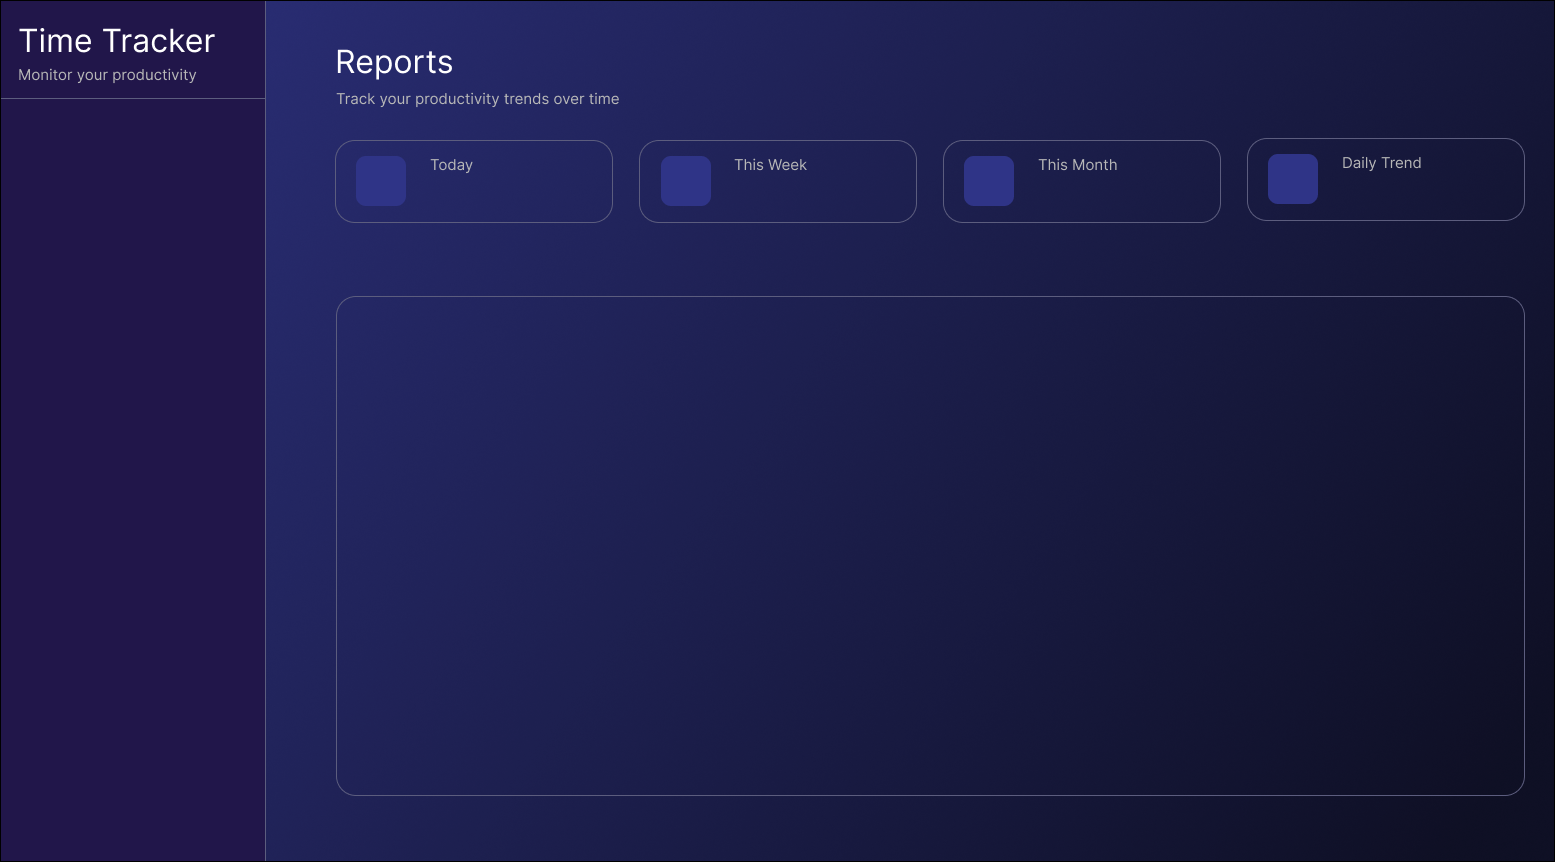 Time Tracker
Monitor your productivity
Reports
Track your productivity trends over time
Today
This Week
This Month
Daily Trend